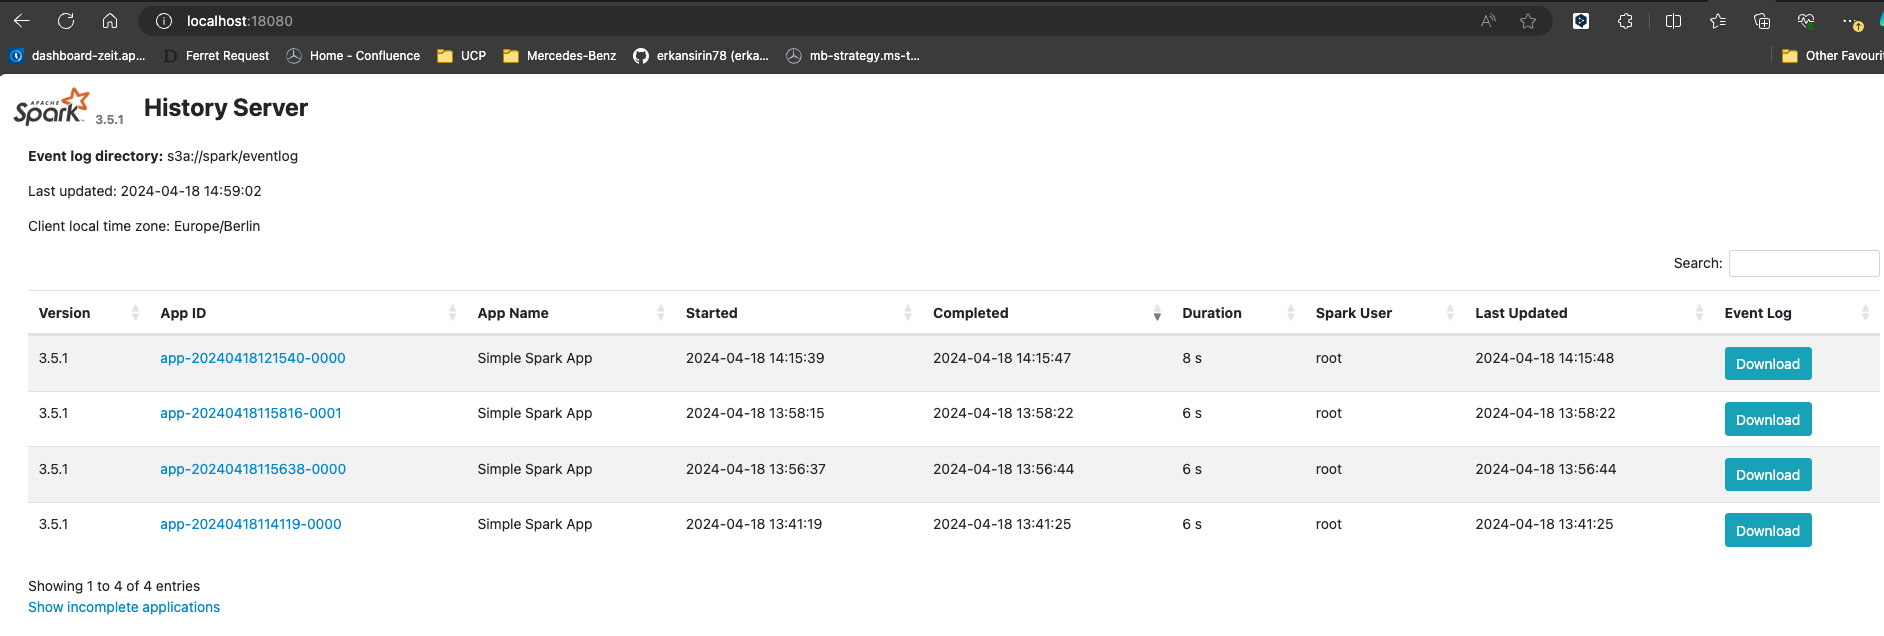 localhost:18080
dashboard-zeit.ap... Ferret Request Home - Confluence UCP Mercedes-Benz erkansirin78 (erka... mb-strategy.ms-t... Other Favouri
APACHE Spark 3.5.1 History Server
Event log directory: s3a://spark/eventlog
Last updated: 2024-04-18 14:59:02
Client local time zone: Europe/Berlin
Search:
Version App ID App Name Started Completed Duration Spark User Last Updated Event Log
3.5.1 app-20240418121540-0000 Simple Spark App 2024-04-18 14:15:39 2024-04-18 14:15:47 8 s root 2024-04-18 14:15:48 Download
3.5.1 app-20240418115816-0001 Simple Spark App 2024-04-18 13:58:15 2024-04-18 13:58:22 6 s root 2024-04-18 13:58:22 Download
3.5.1 app-20240418115638-0000 Simple Spark App 2024-04-18 13:56:37 2024-04-18 13:56:44 6 s root 2024-04-18 13:56:44 Download
3.5.1 app-20240418114119-0000 Simple Spark App 2024-04-18 13:41:19 2024-04-18 13:41:25 6 s root 2024-04-18 13:41:25 Download
Showing 1 to 4 of 4 entries
Show incomplete applications